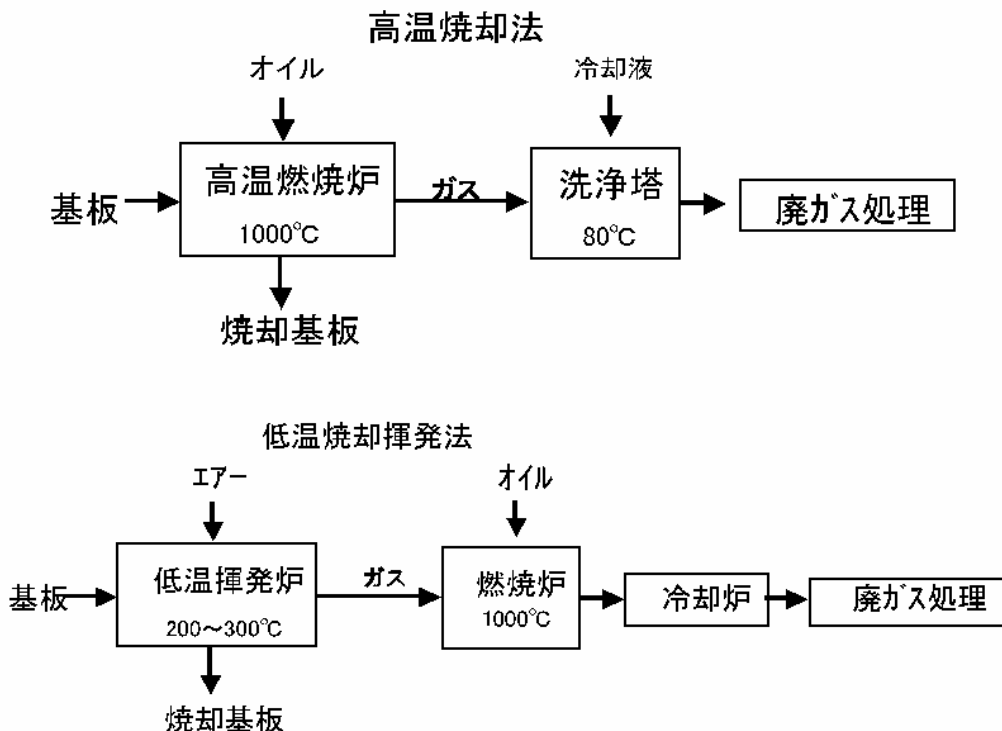 高温焼却法
オイル
冷却液
基板
高温燃焼炉
1000℃
ガス
洗浄塔
80℃
廃ガス処理
焼却基板
低温焼却揮発法
エアー
オイル
基板
低温揮発炉
200～300℃
ガス
燃焼炉
1000℃
冷却炉
廃ガス処理
焼却基板